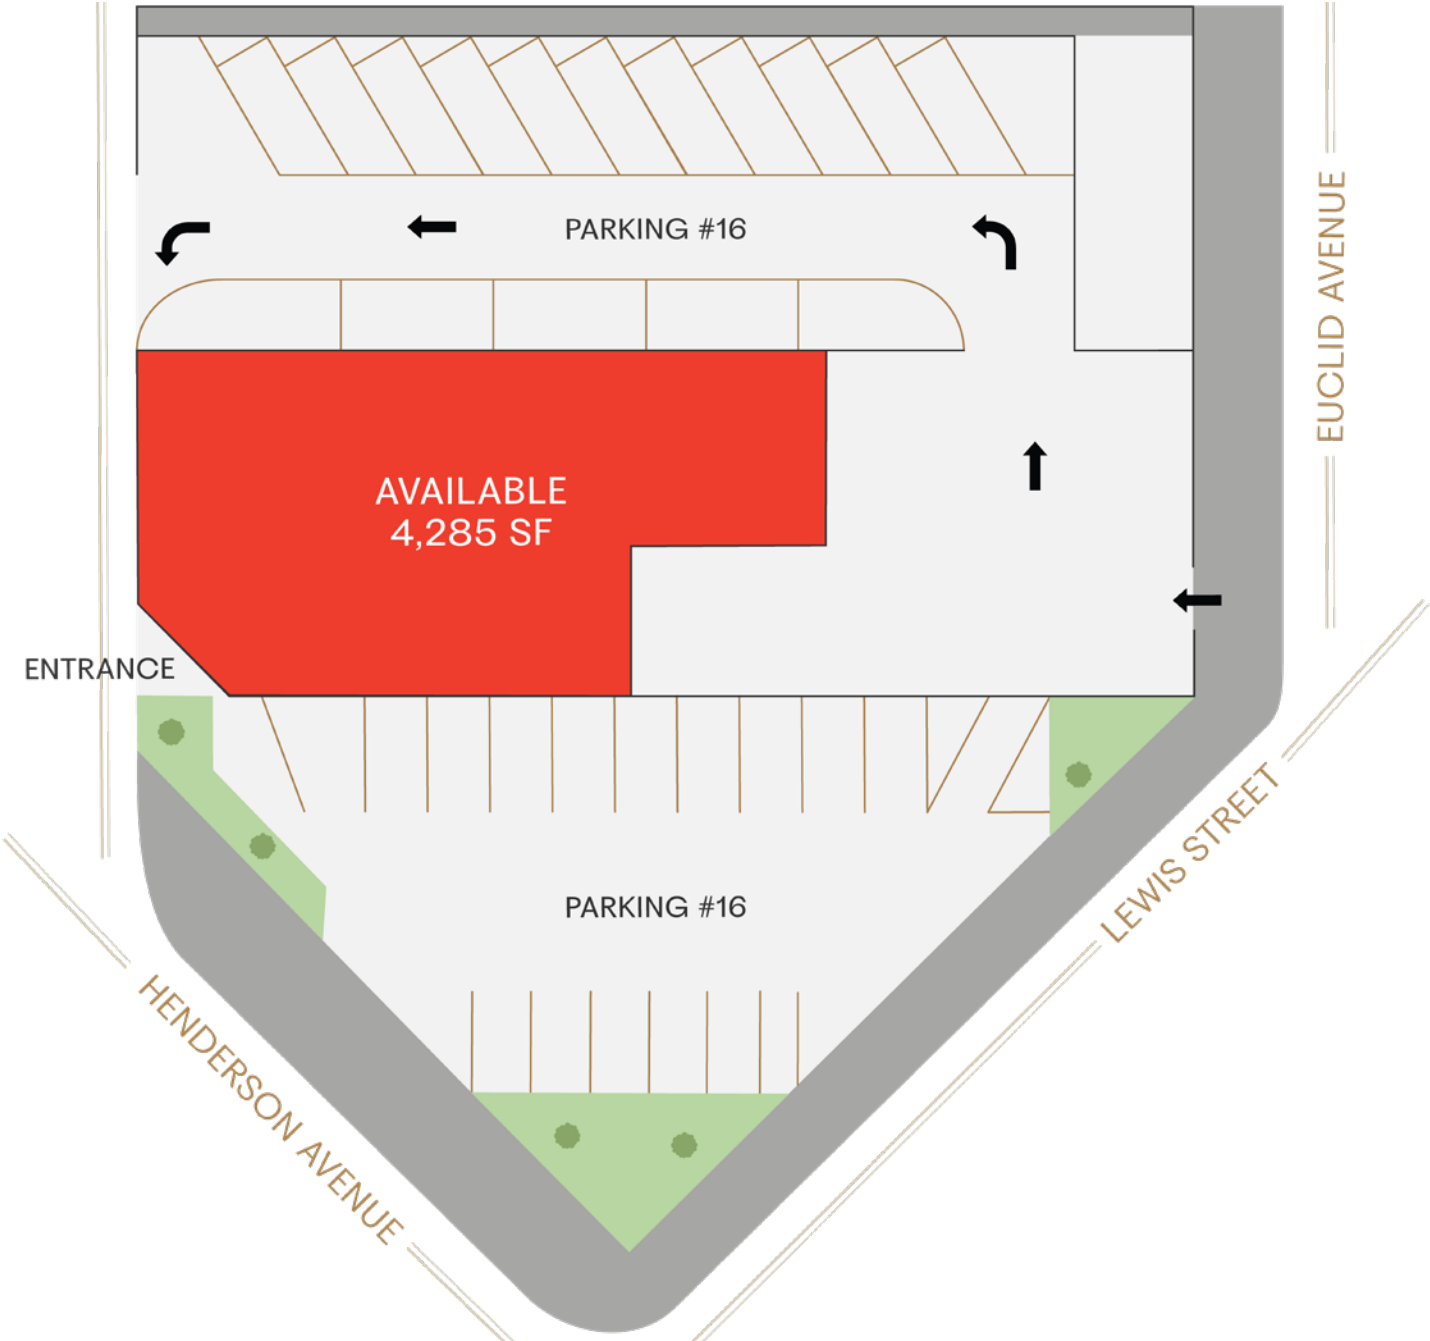 PARKING #16
EUCLID AVENUE
AVAILABLE
4,285 SF
ENTRANCE
LEWIS STREET
PARKING #16
HENDERSON AVENUE